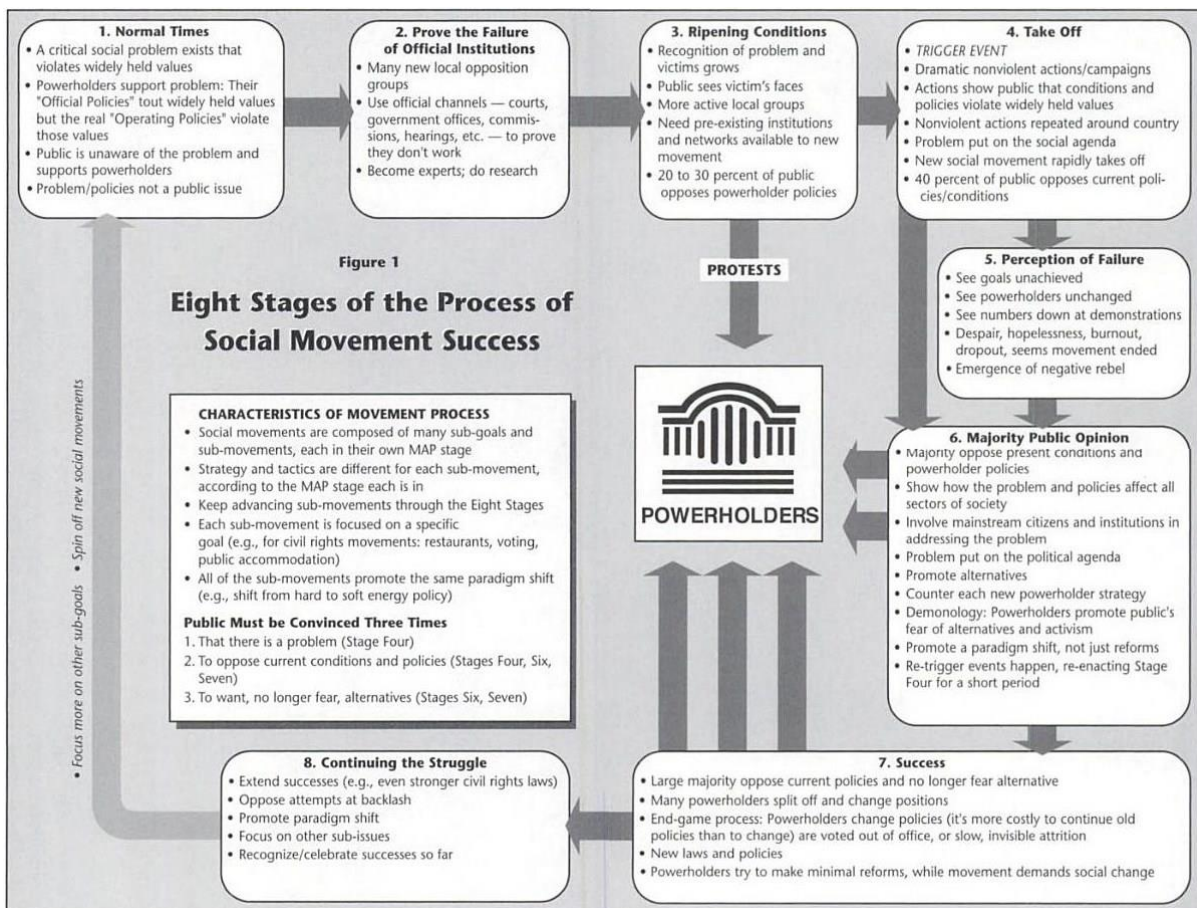 1. Normal Times
• A critical social problem exists that
violates widely held values
• Powerholders support problem: Their
"Official Policies" tout widely held values
but the real "Operating Policies" violate
those values
• Public is unaware of the problem and
supports powerholders
• Problem/policies not a public issue
2. Prove the Failure
of Official Institutions
• Many new local opposition
groups
• Use official channels — courts,
government offices, commis-
sions, hearings, etc. — to prove
they don't work
• Become experts; do research
3. Ripening Conditions
• Recognition of problem and
victims grows
• Public sees victim's faces
• More active local groups
• Need pre-existing institutions
and networks available to new
movement
• 20 to 30 percent of public
opposes powerholder policies
4. Take Off
• TRIGGER EVENT
• Dramatic nonviolent actions/campaigns
• Actions show public that conditions and
policies violate widely held values
• Nonviolent actions repeated around country
• Problem put on the social agenda
• New social movement rapidly takes off
• 40 percent of public opposes current poli-
cies/conditions
PROTESTS
5. Perception of Failure
• See goals unachieved
• See powerholders unchanged
• See numbers down at demonstrations
• Despair, hopelessness, burnout,
dropout, seems movement ended
• Emergence of negative rebel
Figure 1
Eight Stages of the Process of
Social Movement Success
CHARACTERISTICS OF MOVEMENT PROCESS
• Social movements are composed of many sub-goals and
sub-movements, each in their own MAP stage
• Strategy and tactics are different for each sub-movement,
according to the MAP stage each is in
• Keep advancing sub-movements through the Eight Stages
• Each sub-movement is focused on a specific
goal (e.g., for civil rights movements: restaurants, voting,
public accommodation)
• All of the sub-movements promote the same paradigm shift
(e.g., shift from hard to soft energy policy)
Public Must be Convinced Three Times
1. That there is a problem (Stage Four)
2. To oppose current conditions and policies (Stages Four, Six,
Seven)
3. To want, no longer fear, alternatives (Stages Six, Seven)
POWERHOLDERS
6. Majority Public Opinion
• Majority oppose present conditions and
powerholder policies
• Show how the problem and policies affect all
sectors of society
• Involve mainstream citizens and institutions in
addressing the problem
• Problem put on the political agenda
• Promote alternatives
• Counter each new powerholder strategy
• Demonology: Powerholders promote public's
fear of alternatives and activism
• Promote a paradigm shift, not just reforms
• Re-trigger events happen, re-enacting Stage
Four for a short period
7. Success
• Large majority oppose current policies and no longer fear alternative
• Many powerholders split off and change positions
• End-game process: Powerholders change policies (it's more costly to continue old
policies than to change) are voted out of office, or slow, invisible attrition
• New laws and policies
• Powerholders try to make minimal reforms, while movement demands social change
8. Continuing the Struggle
• Extend successes (e.g., even stronger civil rights laws)
• Oppose attempts at backlash
• Promote paradigm shift
• Focus on other sub-issues
• Recognize/celebrate successes so far
• Focus more on other sub-goals • Spin off new social movements